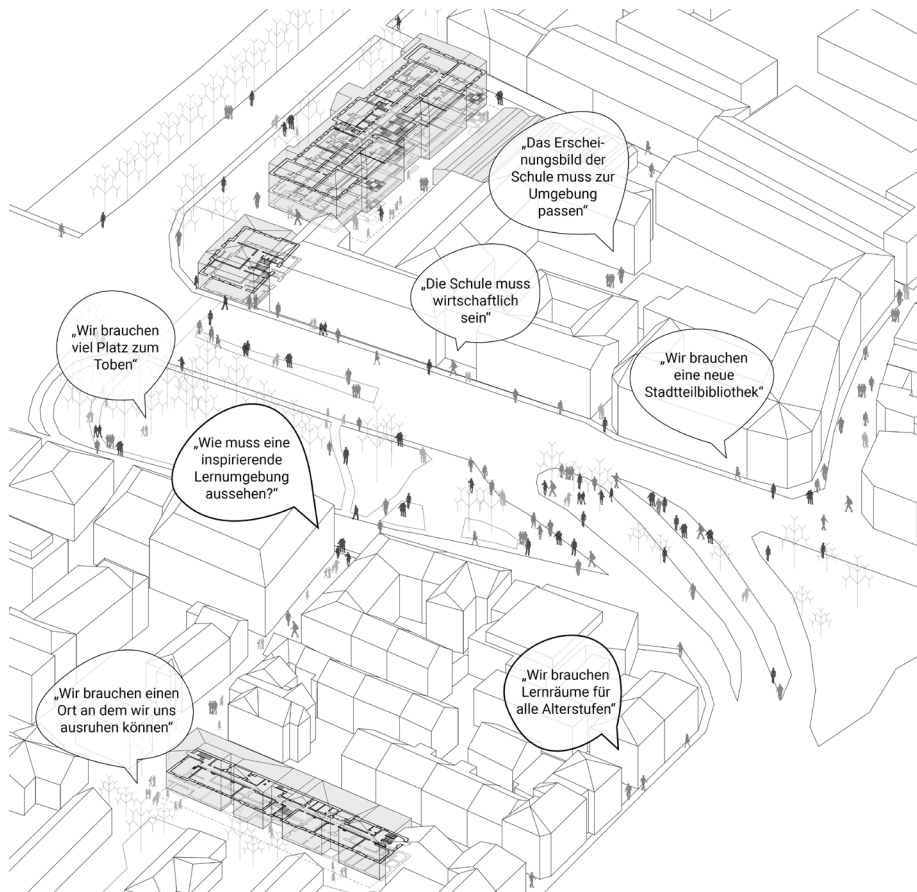 „Das Erschei-
nungsbild der
Schule muss zur
Umgebung
passen“
„Die Schule muss
wirtschaftlich
sein“
„Wir brauchen
viel Platz zum
Toben“
„Wir brauchen
eine neue
Stadtteilbibliothek“
„Wie muss eine
inspirierende
Lernumgebung
aussehen?“
„Wir brauchen einen
Ort an dem wir uns
ausruhen können“
„Wir brauchen
Lernräume für
alle Alterstufen“